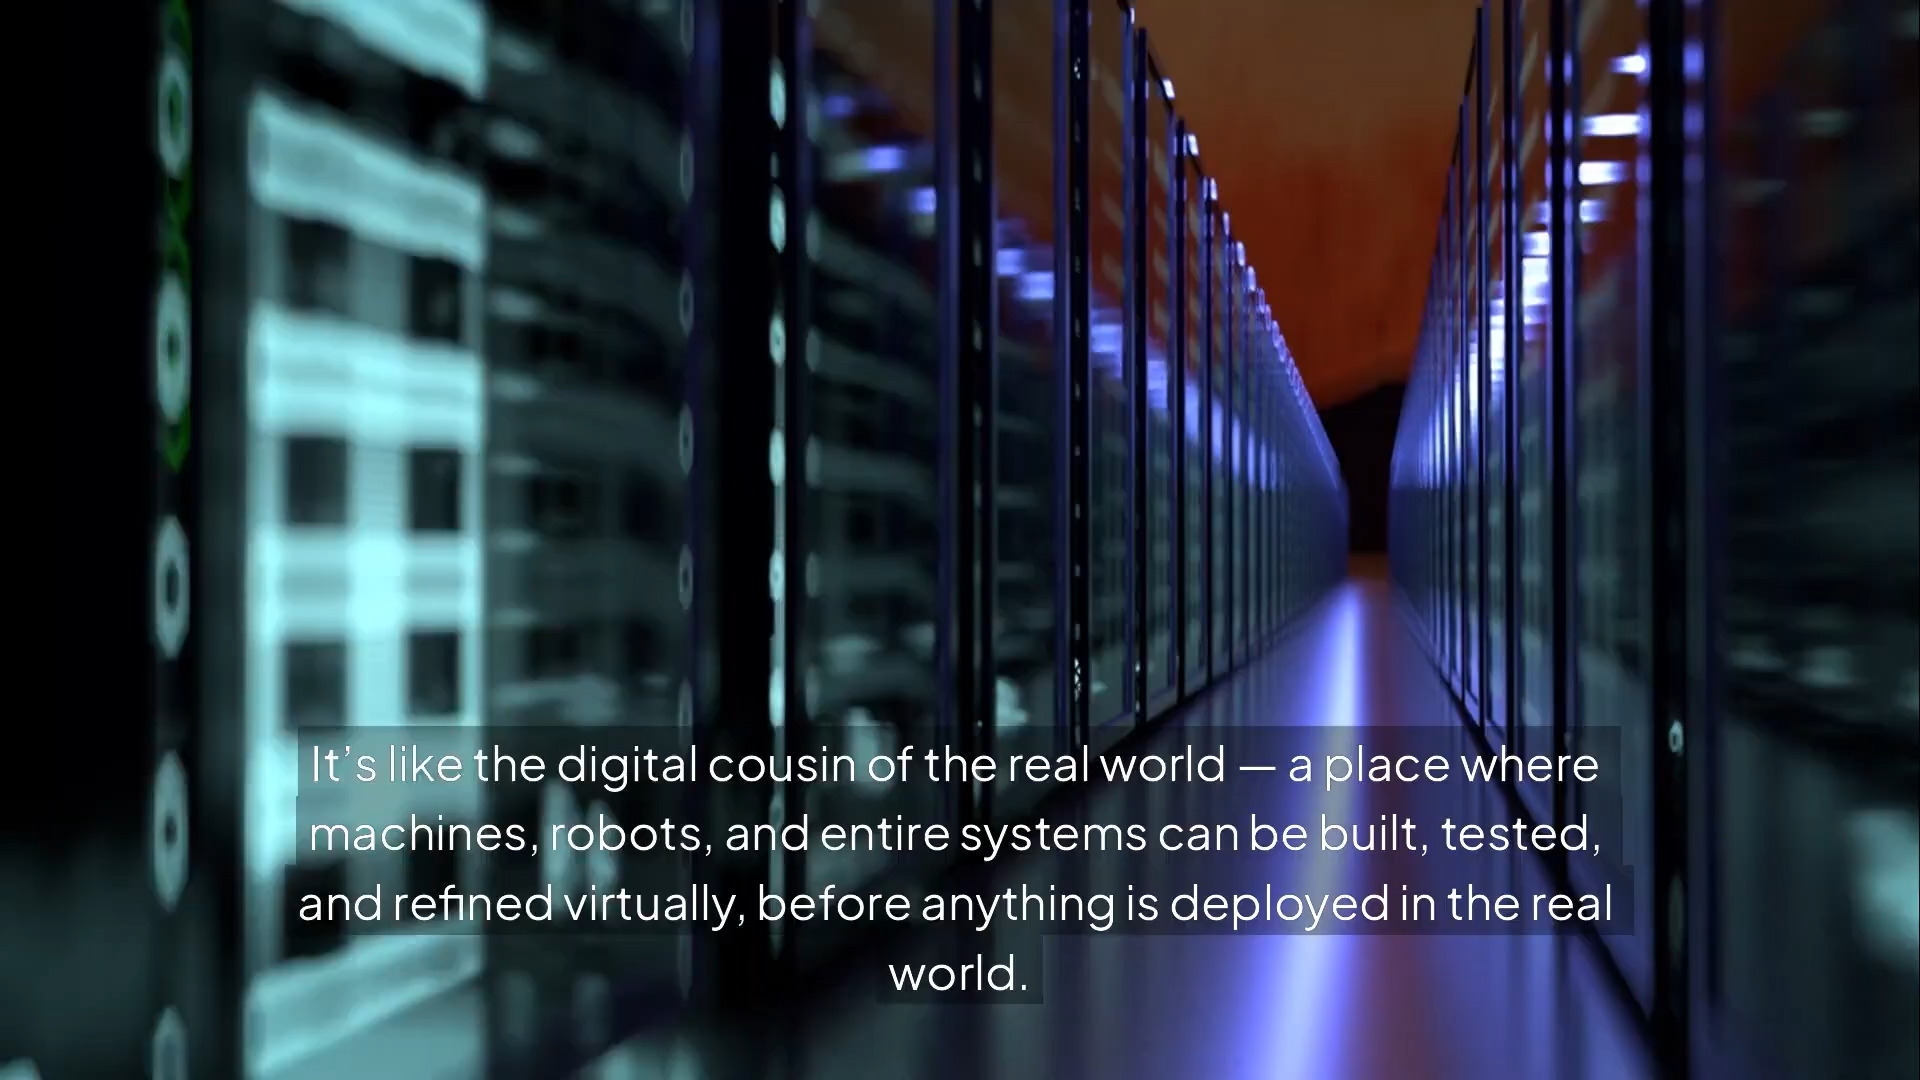 It’s like the digital cousin of the real world — a place where
machines, robots, and entire systems can be built, tested,
and refined virtually, before anything is deployed in the real
world.